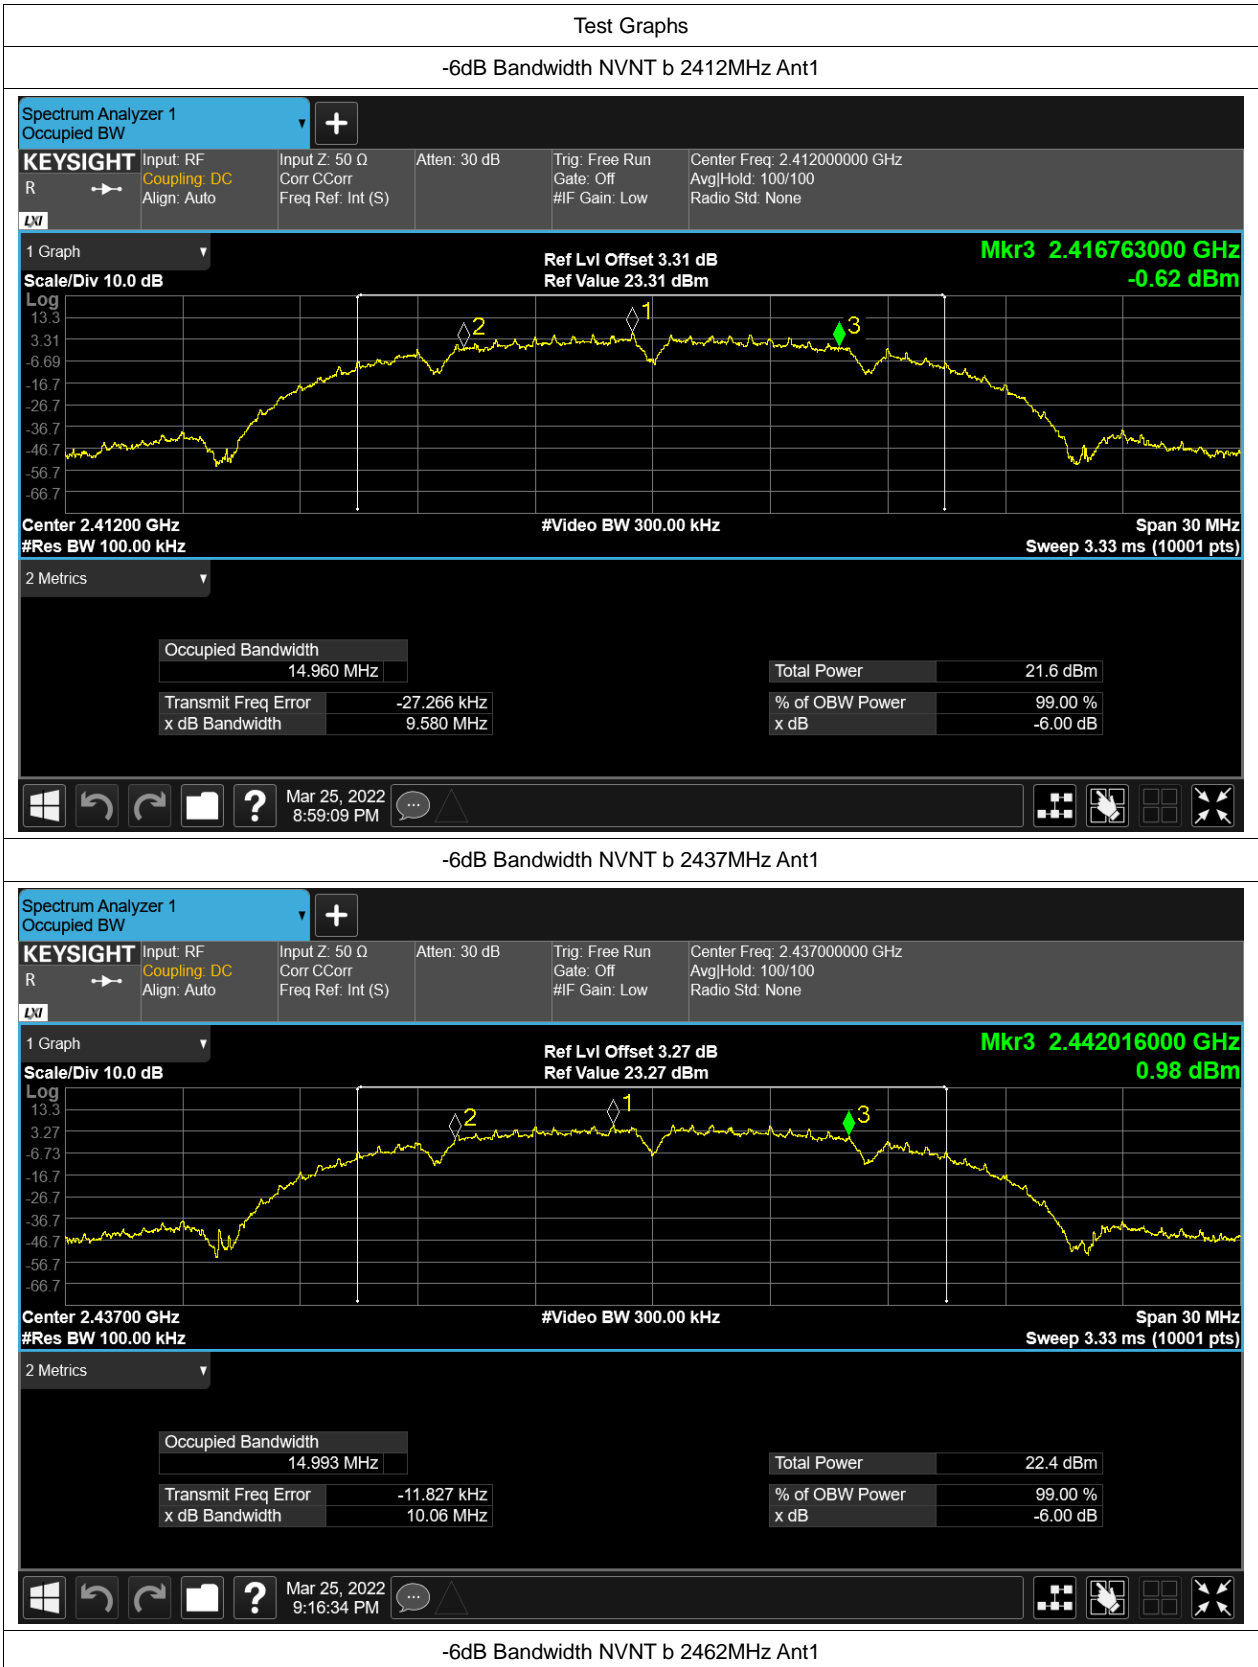 Test Graphs
-6dB Bandwidth NVNT b 2412MHz Ant1
Spectrum Analyzer 1
Occupied BW
KEYSIGHT Input: RF Input Z: 50 Ω Atten: 30 dB Trig: Free Run Center Freq: 2.412000000 GHz
R Coupling: DC Corr CCorr Gate: Off Avg|Hold: 100/100
Align: Auto Freq Ref: Int (S) #IF Gain: Low Radio Std: None
LXI
1 Graph Ref Lvl Offset 3.31 dB Mkr3 2.416763000 GHz
Scale/Div 10.0 dB Ref Value 23.31 dBm -0.62 dBm
Log
13.3
3.31
-6.69
-16.7
-26.7
-36.7
-46.7
-56.7
-66.7
2
1
3
Center 2.41200 GHz #Video BW 300.00 kHz Span 30 MHz
#Res BW 100.00 kHz Sweep 3.33 ms (10001 pts)
2 Metrics
Occupied Bandwidth
14.960 MHz Total Power 21.6 dBm
Transmit Freq Error -27.266 kHz % of OBW Power 99.00 %
x dB Bandwidth 9.580 MHz x dB -6.00 dB
? Mar 25, 2022
8:59:09 PM
-6dB Bandwidth NVNT b 2437MHz Ant1
Spectrum Analyzer 1
Occupied BW
KEYSIGHT Input: RF Input Z: 50 Ω Atten: 30 dB Trig: Free Run Center Freq: 2.437000000 GHz
R Coupling: DC Corr CCorr Gate: Off Avg|Hold: 100/100
Align: Auto Freq Ref: Int (S) #IF Gain: Low Radio Std: None
LXI
1 Graph Ref Lvl Offset 3.27 dB Mkr3 2.442016000 GHz
Scale/Div 10.0 dB Ref Value 23.27 dBm 0.98 dBm
Log
13.3
3.27
-6.73
-16.7
-26.7
-36.7
-46.7
-56.7
-66.7
2
1
3
Center 2.43700 GHz #Video BW 300.00 kHz Span 30 MHz
#Res BW 100.00 kHz Sweep 3.33 ms (10001 pts)
2 Metrics
Occupied Bandwidth
14.993 MHz Total Power 22.4 dBm
Transmit Freq Error -11.827 kHz % of OBW Power 99.00 %
x dB Bandwidth 10.06 MHz x dB -6.00 dB
? Mar 25, 2022
9:16:34 PM
-6dB Bandwidth NVNT b 2462MHz Ant1